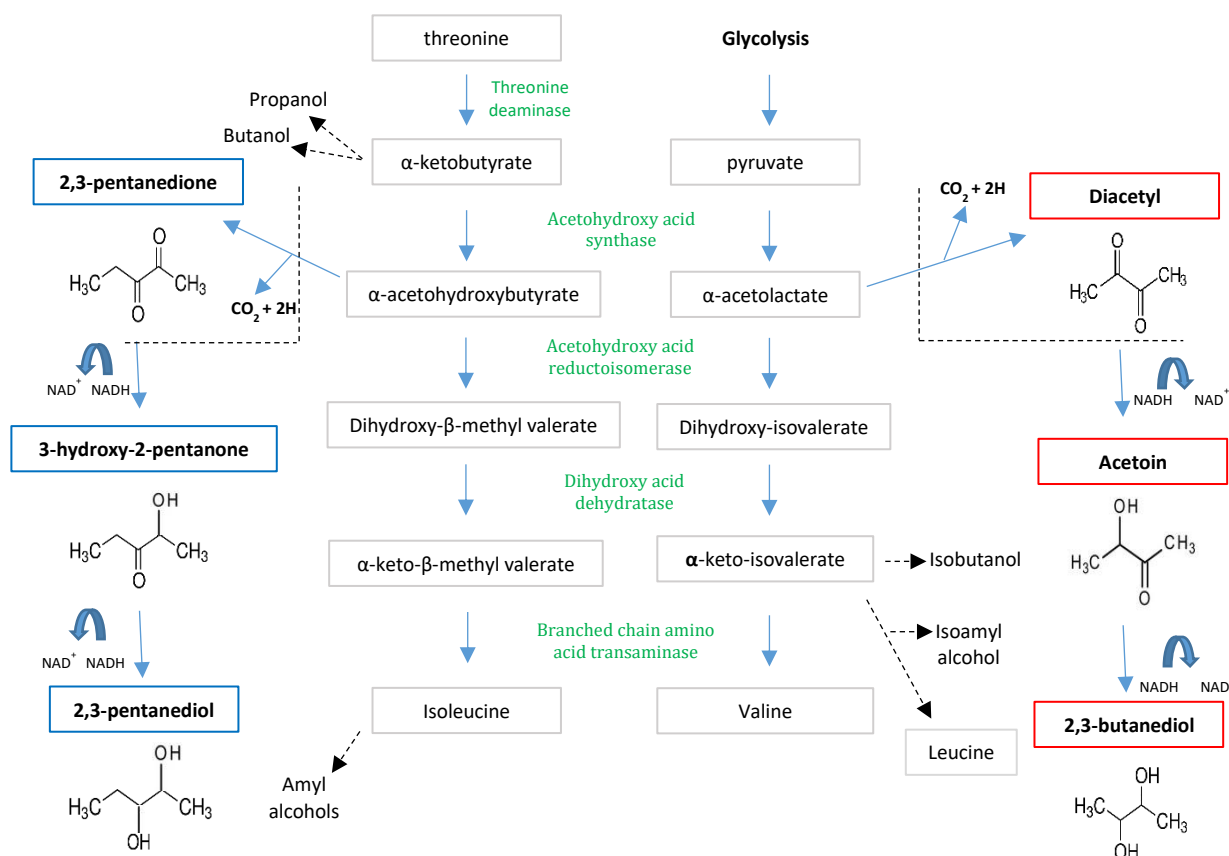 threonine
Glycolysis
Threonine
deaminase
Propanol
Butanol
α-ketobutyrate
pyruvate
2,3-pentanedione
CO2 + 2H
Diacetyl
O
O
H3C
CH3
Acetohydroxy acid
synthase
O
H3C
CH3
O
CO2 + 2H
α-acetohydroxybutyrate
α-acetolactate
NAD+ NADH
Acetohydroxy acid
reductoisomerase
NADH NAD+
3-hydroxy-2-pentanone
Dihydroxy-β-methyl valerate
Dihydroxy-isovalerate
Acetoin
OH
H3C
CH3
O
Dihydroxy acid
dehydratase
OH
H3C
CH3
O
α-keto-β-methyl valerate
α-keto-isovalerate
Isobutanol
NAD+ NADH
Branched chain amino
acid transaminase
Isoamyl
alcohol
NADH NAD
2,3-pentanediol
Isoleucine
Valine
Leucine
2,3-butanediol
OH
H3C
CH3
OH
Amyl
alcohols
OH
H3C
CH3
OH